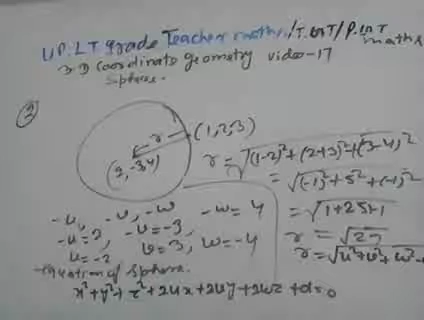 U.P. LT grade Teacher maths/T.GT/P.GT maths
3-D coordinate geometry video-17
Sphere.
②
r (1,2,3)
(2,-3,4)
r = √(1-2)²+(2+3)²+(3-4)²
= √(-1)²+5²+(-1)²
= √1+25+1
r = √27
r = √u²+v²+w²-
-u, -v, -w
-u=2, -v=-3, -w=4
u=-2 v=3, w=-4
Equation of sphere.
x²+y²+z²+2ux+2vy+2wz+d=0